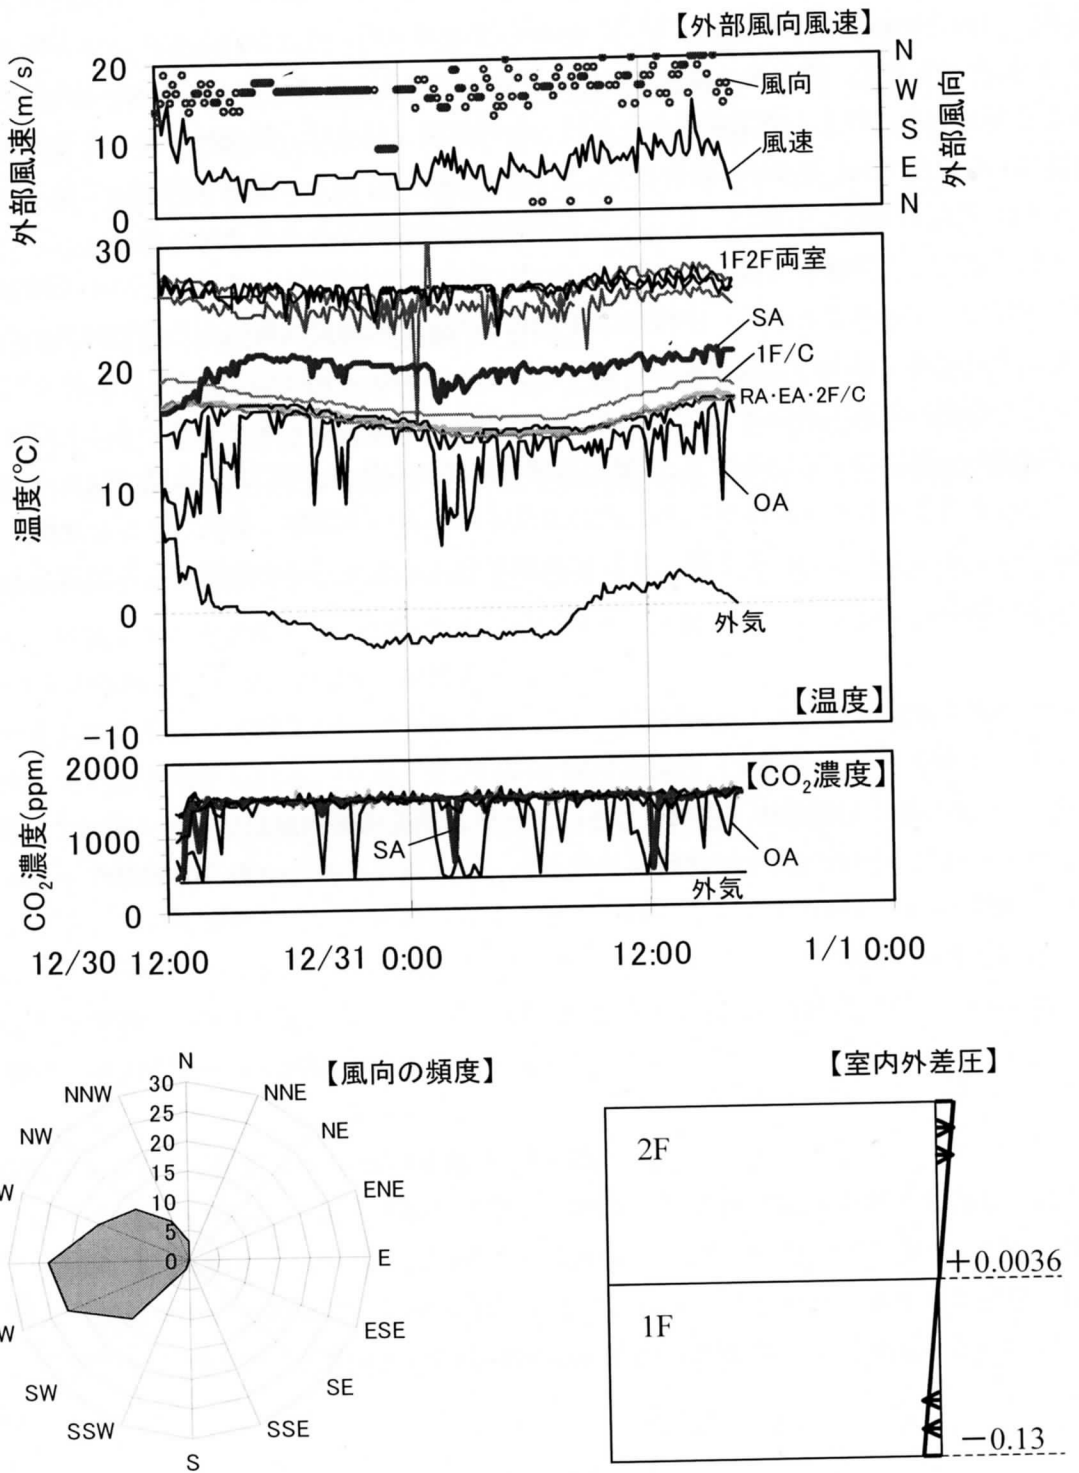 【外部風向風速】
外部風速(m/s)
20
10
0
N
W
S
E
N
外部風向
風向
風速
温度(℃)
30
20
10
0
−10
1F2F両室
SA
1F/C
RA･EA･2F/C
OA
外気
【温度】
CO₂濃度(ppm)
2000
1000
0
【CO₂濃度】
SA
OA
外気
12/30 12:00
12/31 0:00
12:00
1/1 0:00
【風向の頻度】
N
NNE
NE
ENE
E
ESE
SE
SSE
S
SSW
SW
W
W
NW
NNW
30
25
20
15
10
5
0
【室内外差圧】
2F
+0.0036
1F
−0.13